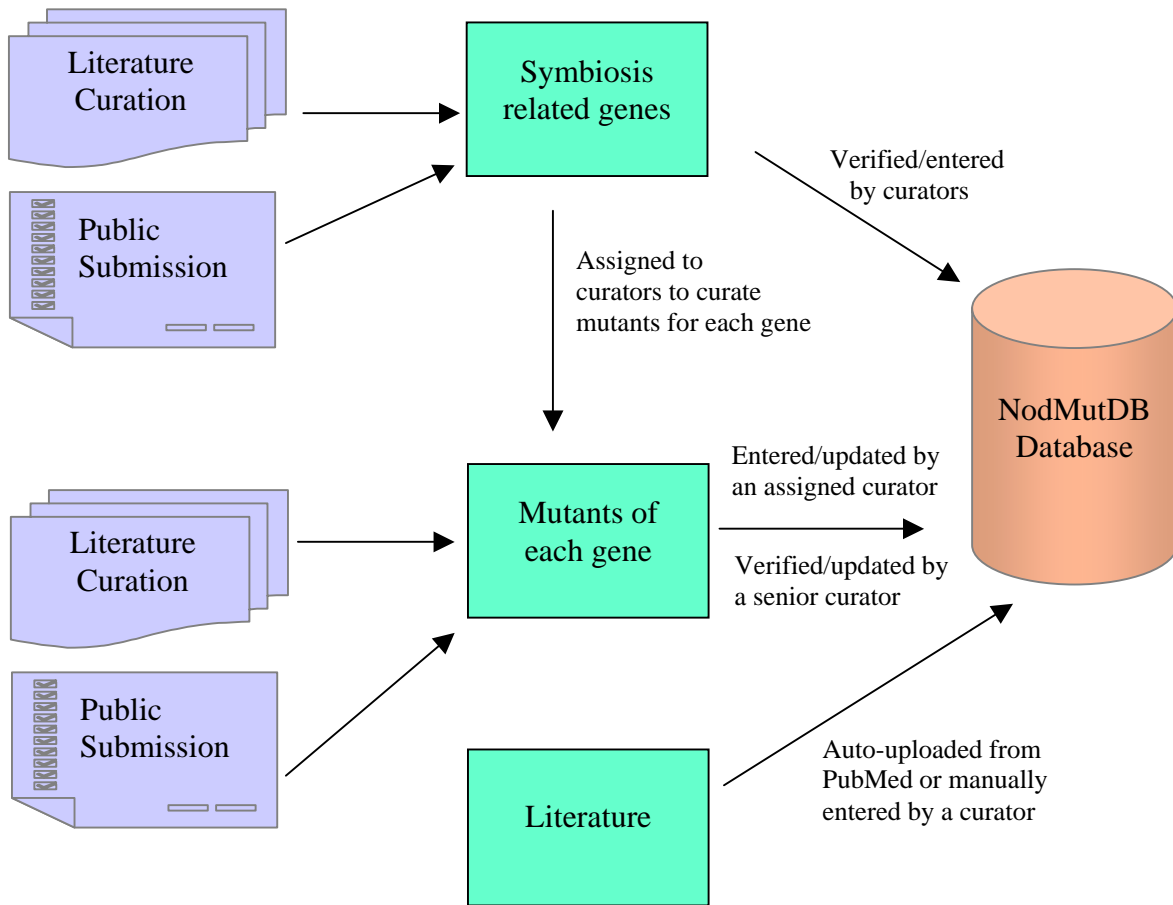 Literature
Curation
Symbiosis
related genes
Verified/entered
by curators
Public
Submission
Assigned to
curators to curate
mutants for each gene
NodMutDB
Database
Literature
Curation
Mutants of
each gene
Entered/updated by
an assigned curator
Verified/updated by
a senior curator
Public
Submission
Literature
Auto-uploaded from
PubMed or manually
entered by a curator